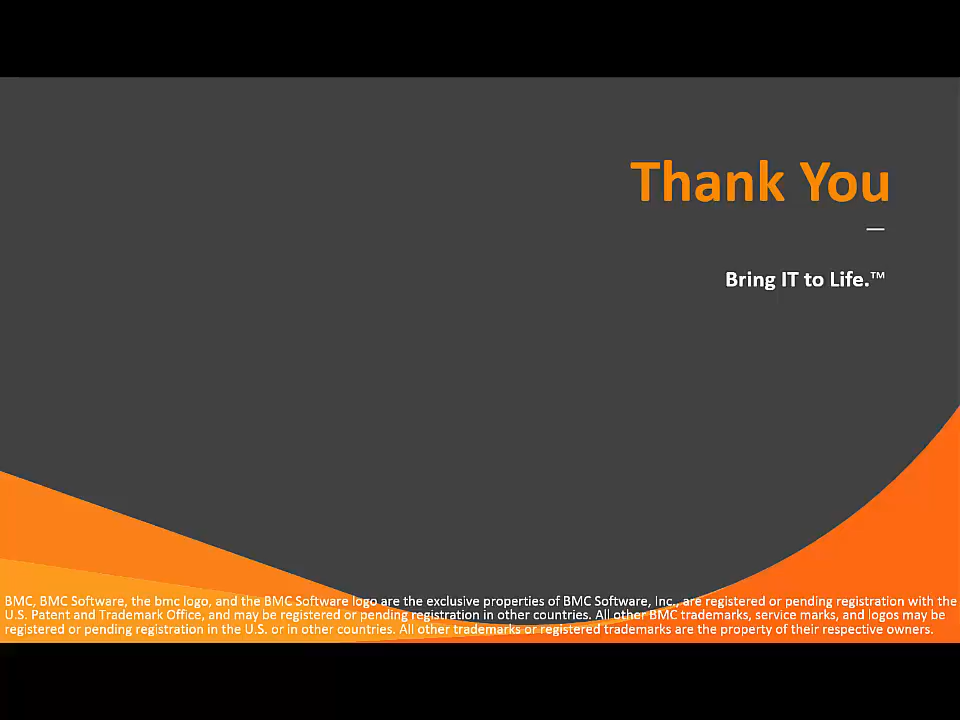 Thank You
Bring IT to Life.™
BMC, BMC Software, the bmc logo, and the BMC Software logo are the exclusive properties of BMC Software, Inc., are registered or pending registration with the
U.S. Patent and Trademark Office, and may be registered or pending registration in other countries. All other BMC trademarks, service marks, and logos may be
registered or pending registration in the U.S. or in other countries. All other trademarks or registered trademarks are the property of their respective owners.